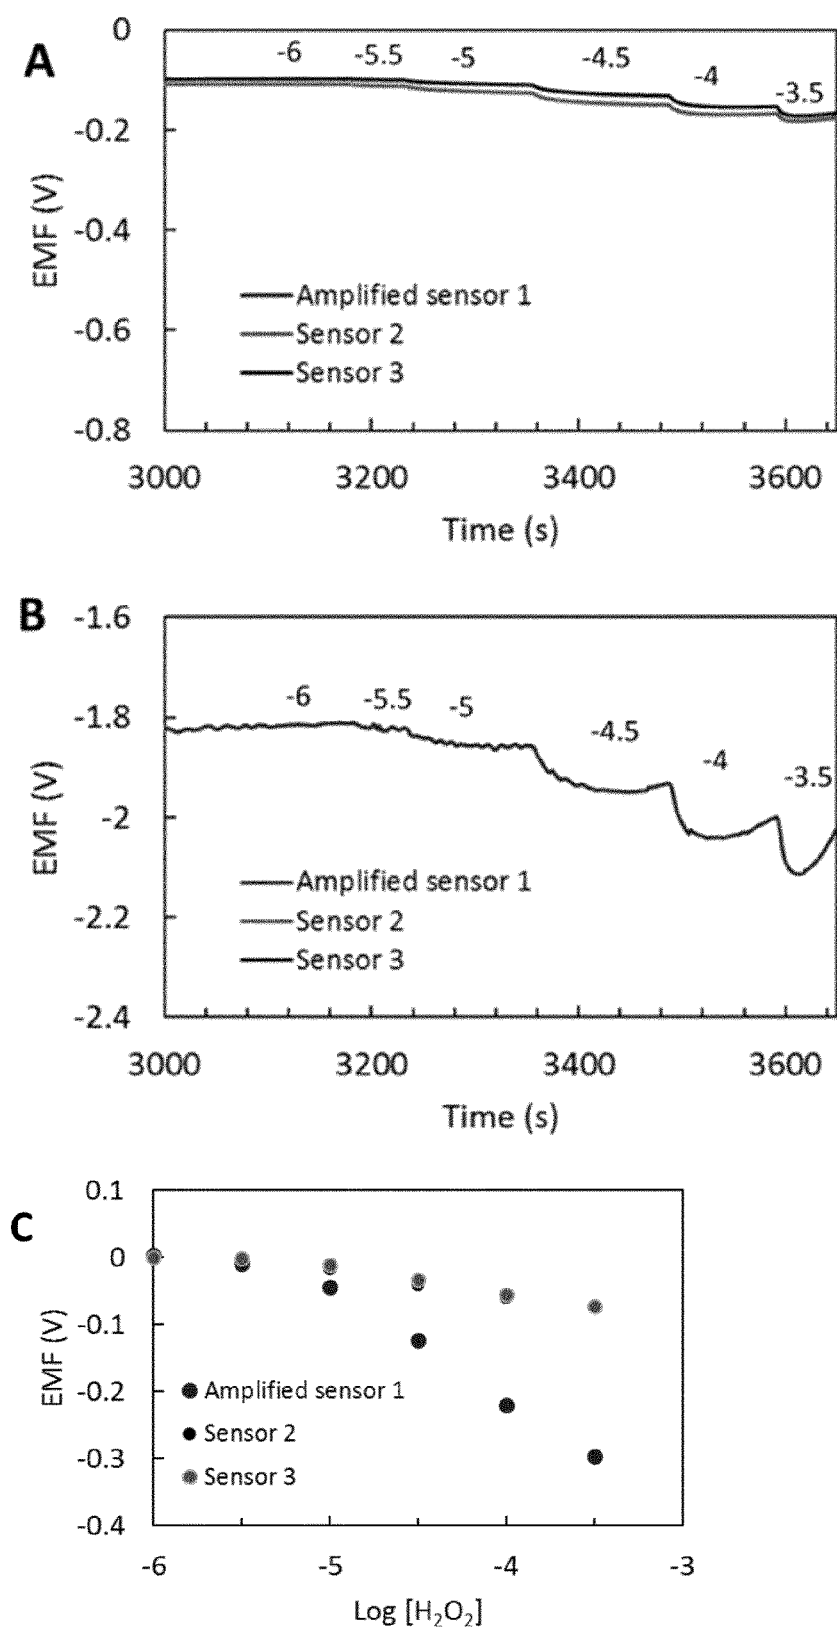 A
0
-6
-5.5
-5
-4.5
-4
-3.5
-0.2
-0.4
-0.6
-0.8
EMF (V)
Amplified sensor 1
Sensor 2
Sensor 3
3000 3200 3400 3600
Time (s)
B
-1.6
-6
-5.5
-5
-4.5
-4
-3.5
-1.8
-2
-2.2
-2.4
EMF (V)
Amplified sensor 1
Sensor 2
Sensor 3
3000 3200 3400 3600
Time (s)
C
0.1
0
-0.1
-0.2
-0.3
-0.4
EMF (V)
Amplified sensor 1
Sensor 2
Sensor 3
-6 -5 -4 -3
Log [H₂O₂]